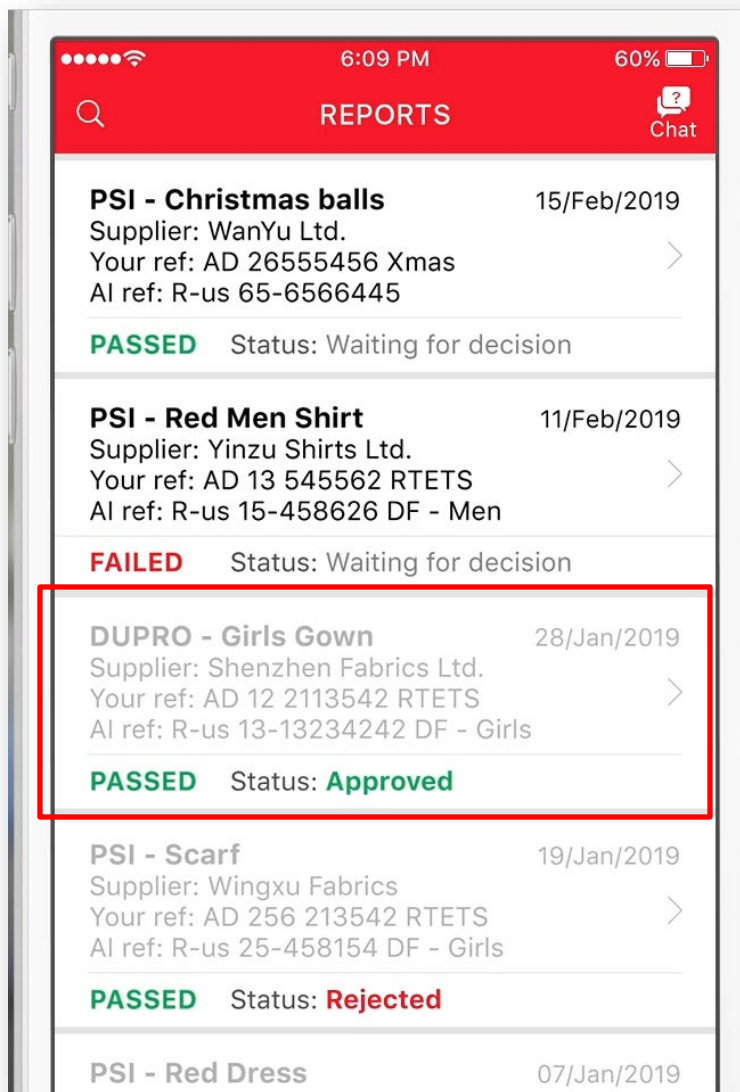 6:09 PM 60%
REPORTS
?
Chat
PSI - Christmas balls 15/Feb/2019
Supplier: WanYu Ltd.
Your ref: AD 26555456 Xmas
AI ref: R-us 65-6566445
PASSED Status: Waiting for decision
PSI - Red Men Shirt 11/Feb/2019
Supplier: Yinzu Shirts Ltd.
Your ref: AD 13 545562 RTETS
AI ref: R-us 15-458626 DF - Men
FAILED Status: Waiting for decision
DUPRO - Girls Gown 28/Jan/2019
Supplier: Shenzhen Fabrics Ltd.
Your ref: AD 12 2113542 RTETS
AI ref: R-us 13-13234242 DF - Girls
PASSED Status: Approved
PSI - Scarf 19/Jan/2019
Supplier: Wingxu Fabrics
Your ref: AD 256 213542 RTETS
AI ref: R-us 25-458154 DF - Girls
PASSED Status: Rejected
PSI - Red Dress 07/Jan/2019